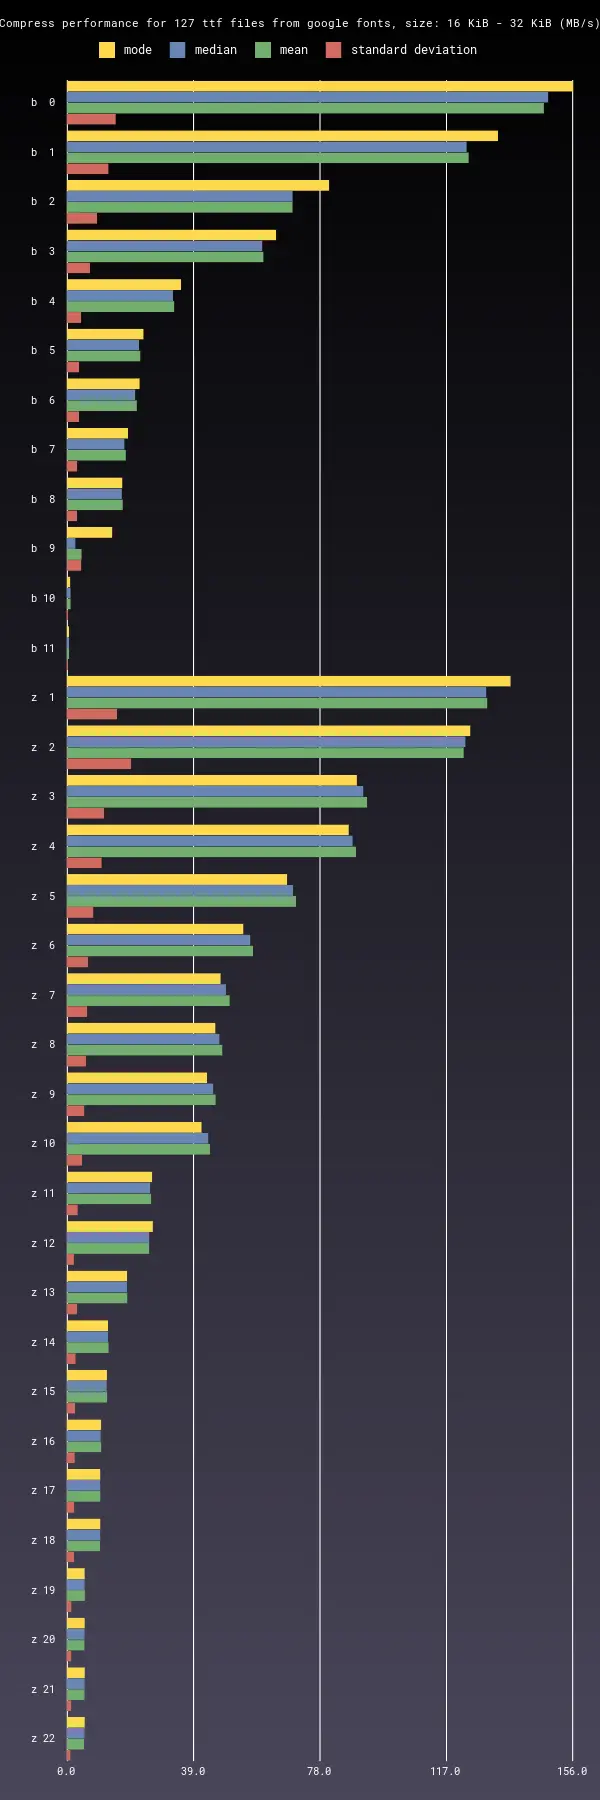 Compress performance for 127 ttf files from google fonts, size: 16 KiB - 32 KiB (MB/s)
mode median mean standard deviation
b 0
b 1
b 2
b 3
b 4
b 5
b 6
b 7
b 8
b 9
b 10
b 11
z 1
z 2
z 3
z 4
z 5
z 6
z 7
z 8
z 9
z 10
z 11
z 12
z 13
z 14
z 15
z 16
z 17
z 18
z 19
z 20
z 21
z 22
0.0 39.0 78.0 117.0 156.0